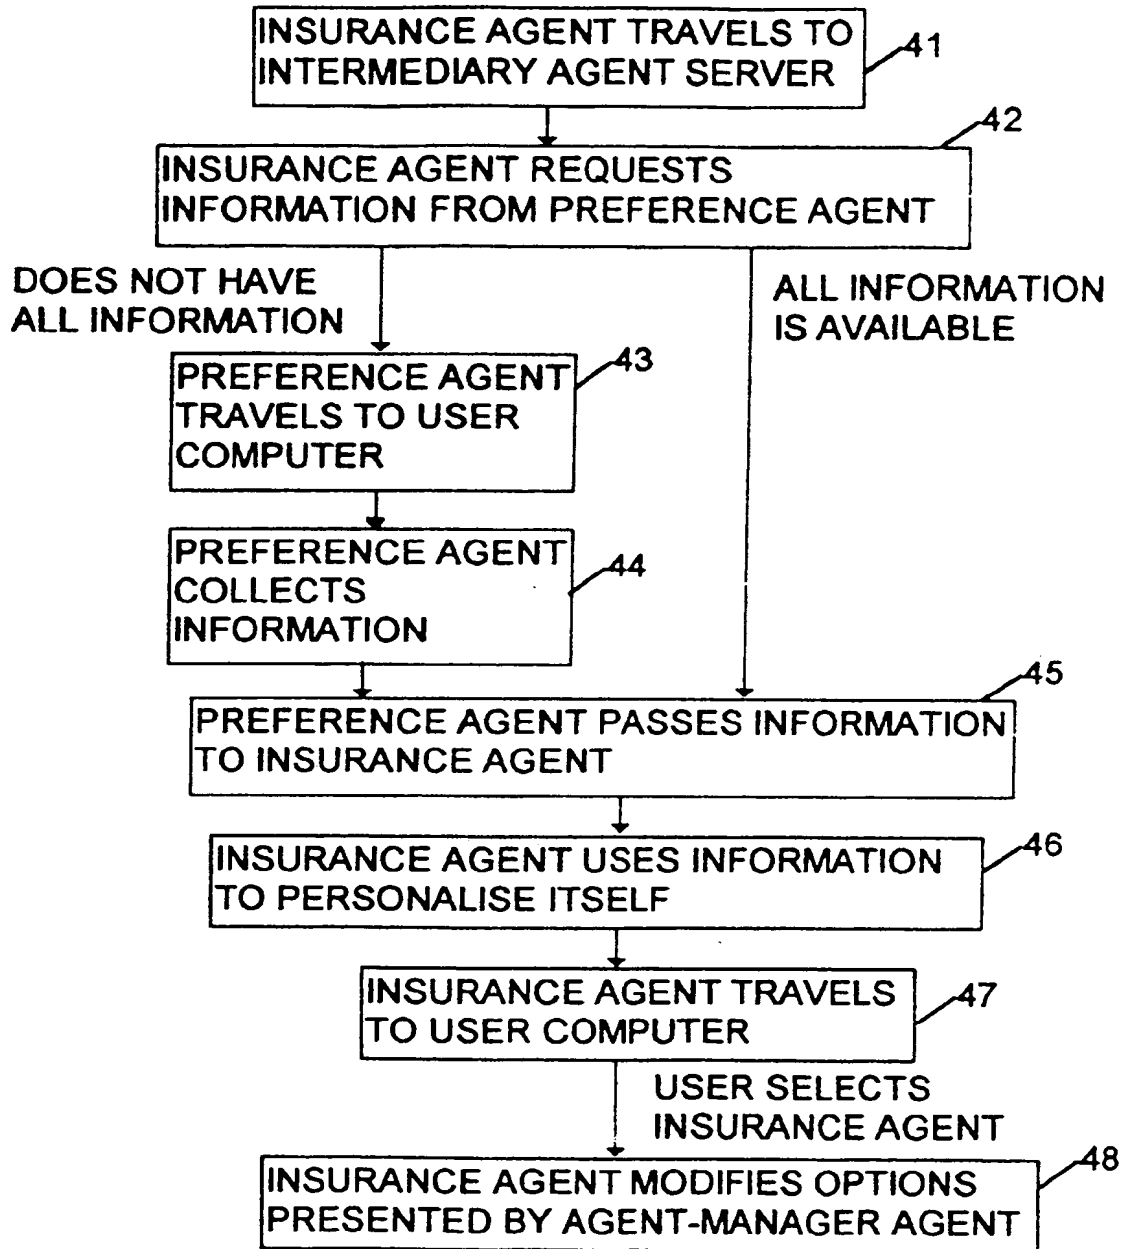 INSURANCE AGENT TRAVELS TO
INTERMEDIARY AGENT SERVER
41
42
INSURANCE AGENT REQUESTS
INFORMATION FROM PREFERENCE AGENT
DOES NOT HAVE
ALL INFORMATION
ALL INFORMATION
IS AVAILABLE
43
PREFERENCE AGENT
TRAVELS TO USER
COMPUTER
PREFERENCE AGENT
COLLECTS
INFORMATION
44
45
PREFERENCE AGENT PASSES INFORMATION
TO INSURANCE AGENT
INSURANCE AGENT USES INFORMATION
TO PERSONALISE ITSELF
46
INSURANCE AGENT TRAVELS
TO USER COMPUTER
47
USER SELECTS
INSURANCE AGENT
INSURANCE AGENT MODIFIES OPTIONS
PRESENTED BY AGENT-MANAGER AGENT
48